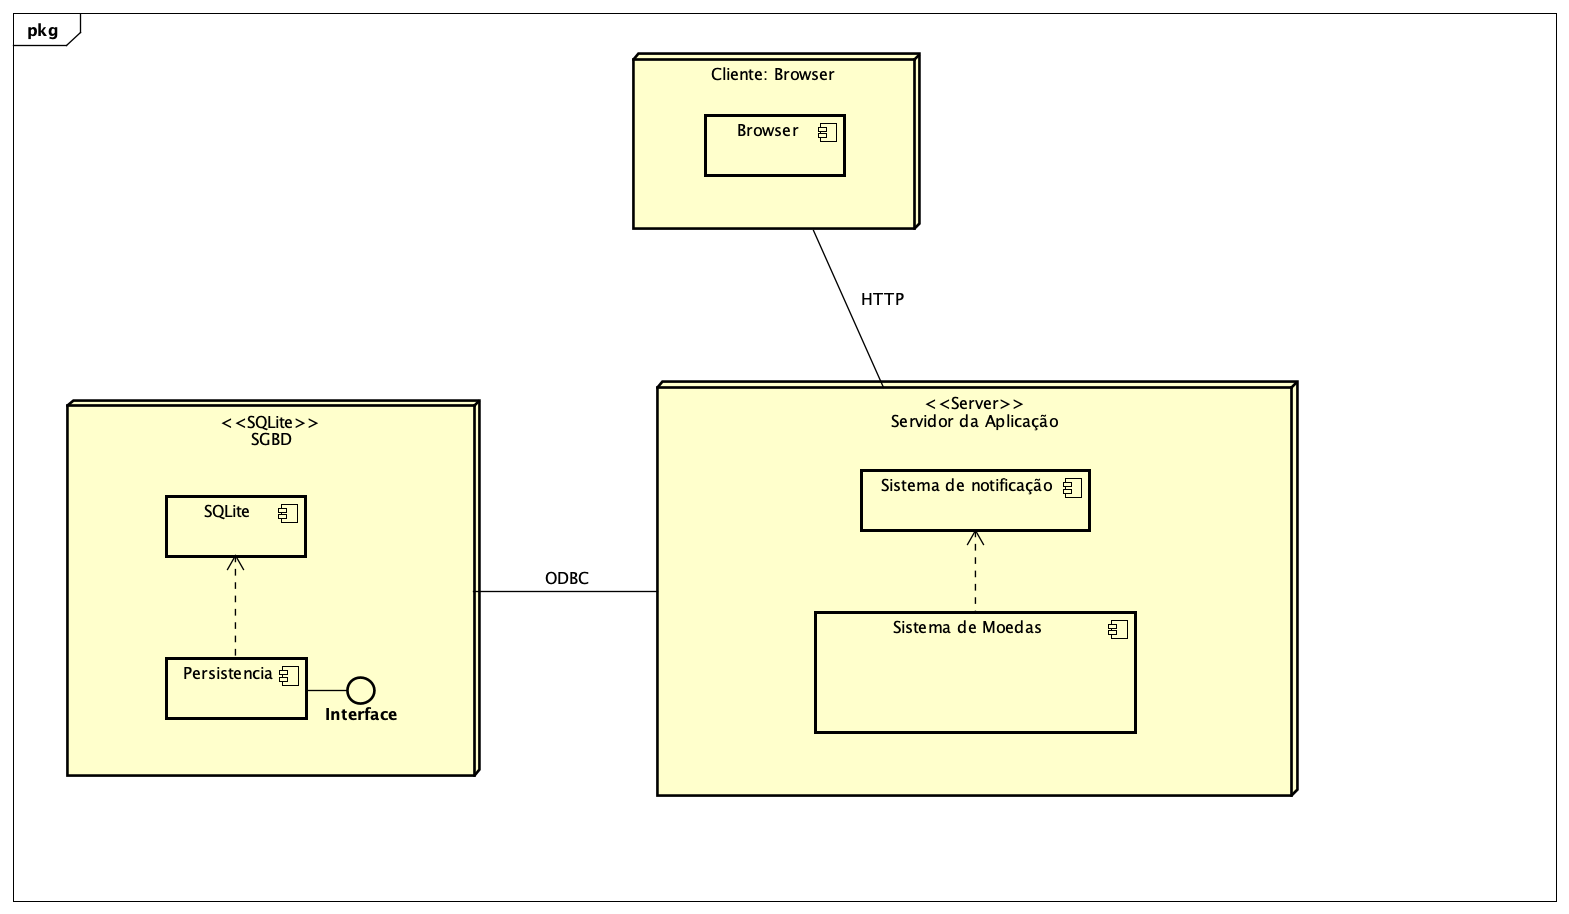 pkg
Cliente: Browser
Browser
HTTP
<<Server>>
Servidor da Aplicação
Sistema de notificação
Sistema de Moedas
<<SQLite>>
SGBD
SQLite
ODBC
Persistencia
Interface